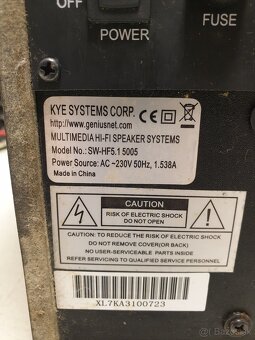 OFF
POWER
FUSE
KYE SYSTEMS CORP.
http://www.geniusnet.com
MULTIMEDIA HI-FI SPEAKER SYSTEMS
Model No.: SW-HF5.1 5005
Power Source: AC ~230V 50Hz, 1.538A
Made in China
CAUTION
RISK OF ELECTRIC SHOCK
DO NOT OPEN
CAUTION: TO REDUCE THE RISK OF ELECTRIC SHOCK
DO NOT REMOVE COVER(OR BACK)
NO USER-SERVICEABLE PARTS INSIDE
REFER SERVICING TO QUALIFIED SERVICE PERSONNEL
XL7KA3100723